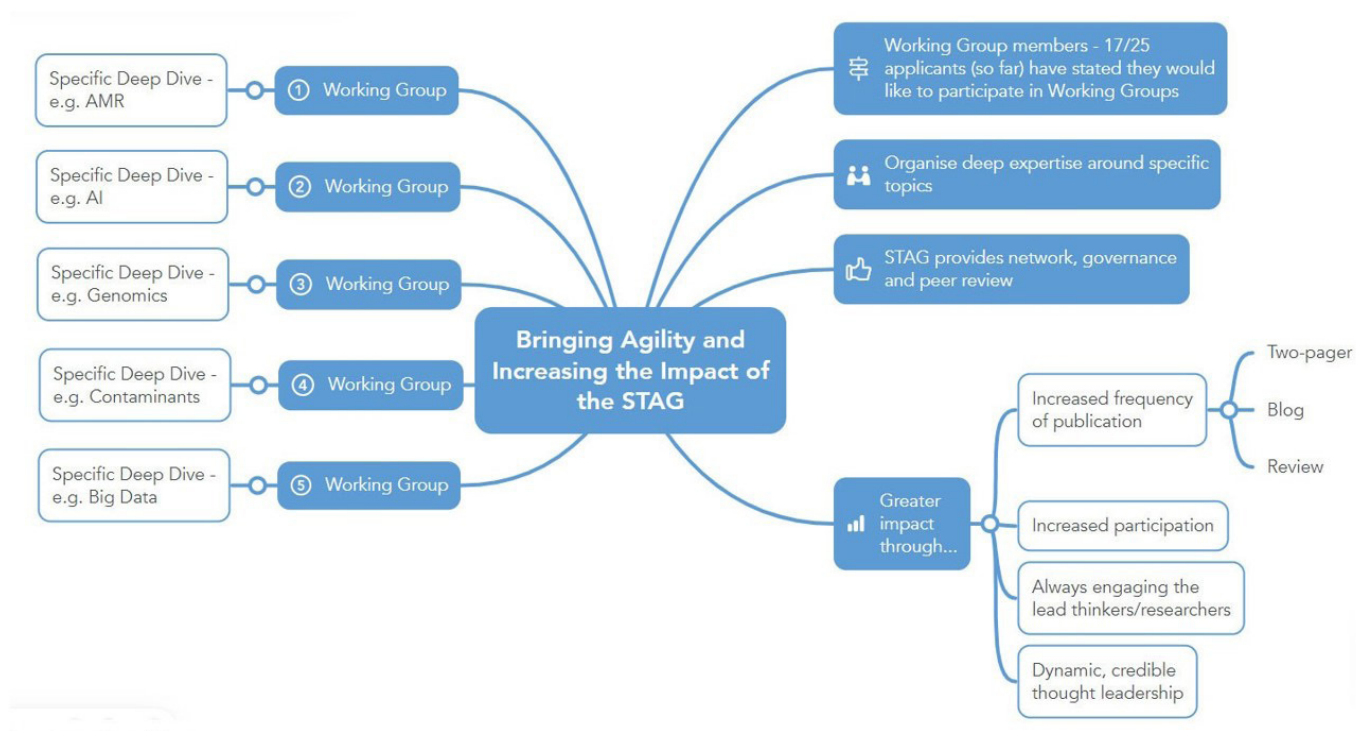 Specific Deep Dive -
e.g. AMR
1 Working Group
Specific Deep Dive -
e.g. AI
2 Working Group
Specific Deep Dive -
e.g. Genomics
3 Working Group
Specific Deep Dive -
e.g. Contaminants
4 Working Group
Specific Deep Dive -
e.g. Big Data
5 Working Group
Bringing Agility and
Increasing the Impact of
the STAG
Working Group members - 17/25
applicants (so far) have stated they would
like to participate in Working Groups
Organise deep expertise around specific
topics
STAG provides network, governance
and peer review
Greater
impact
through...
Increased frequency
of publication
Two-pager
Blog
Review
Increased participation
Always engaging the
lead thinkers/researchers
Dynamic, credible
thought leadership